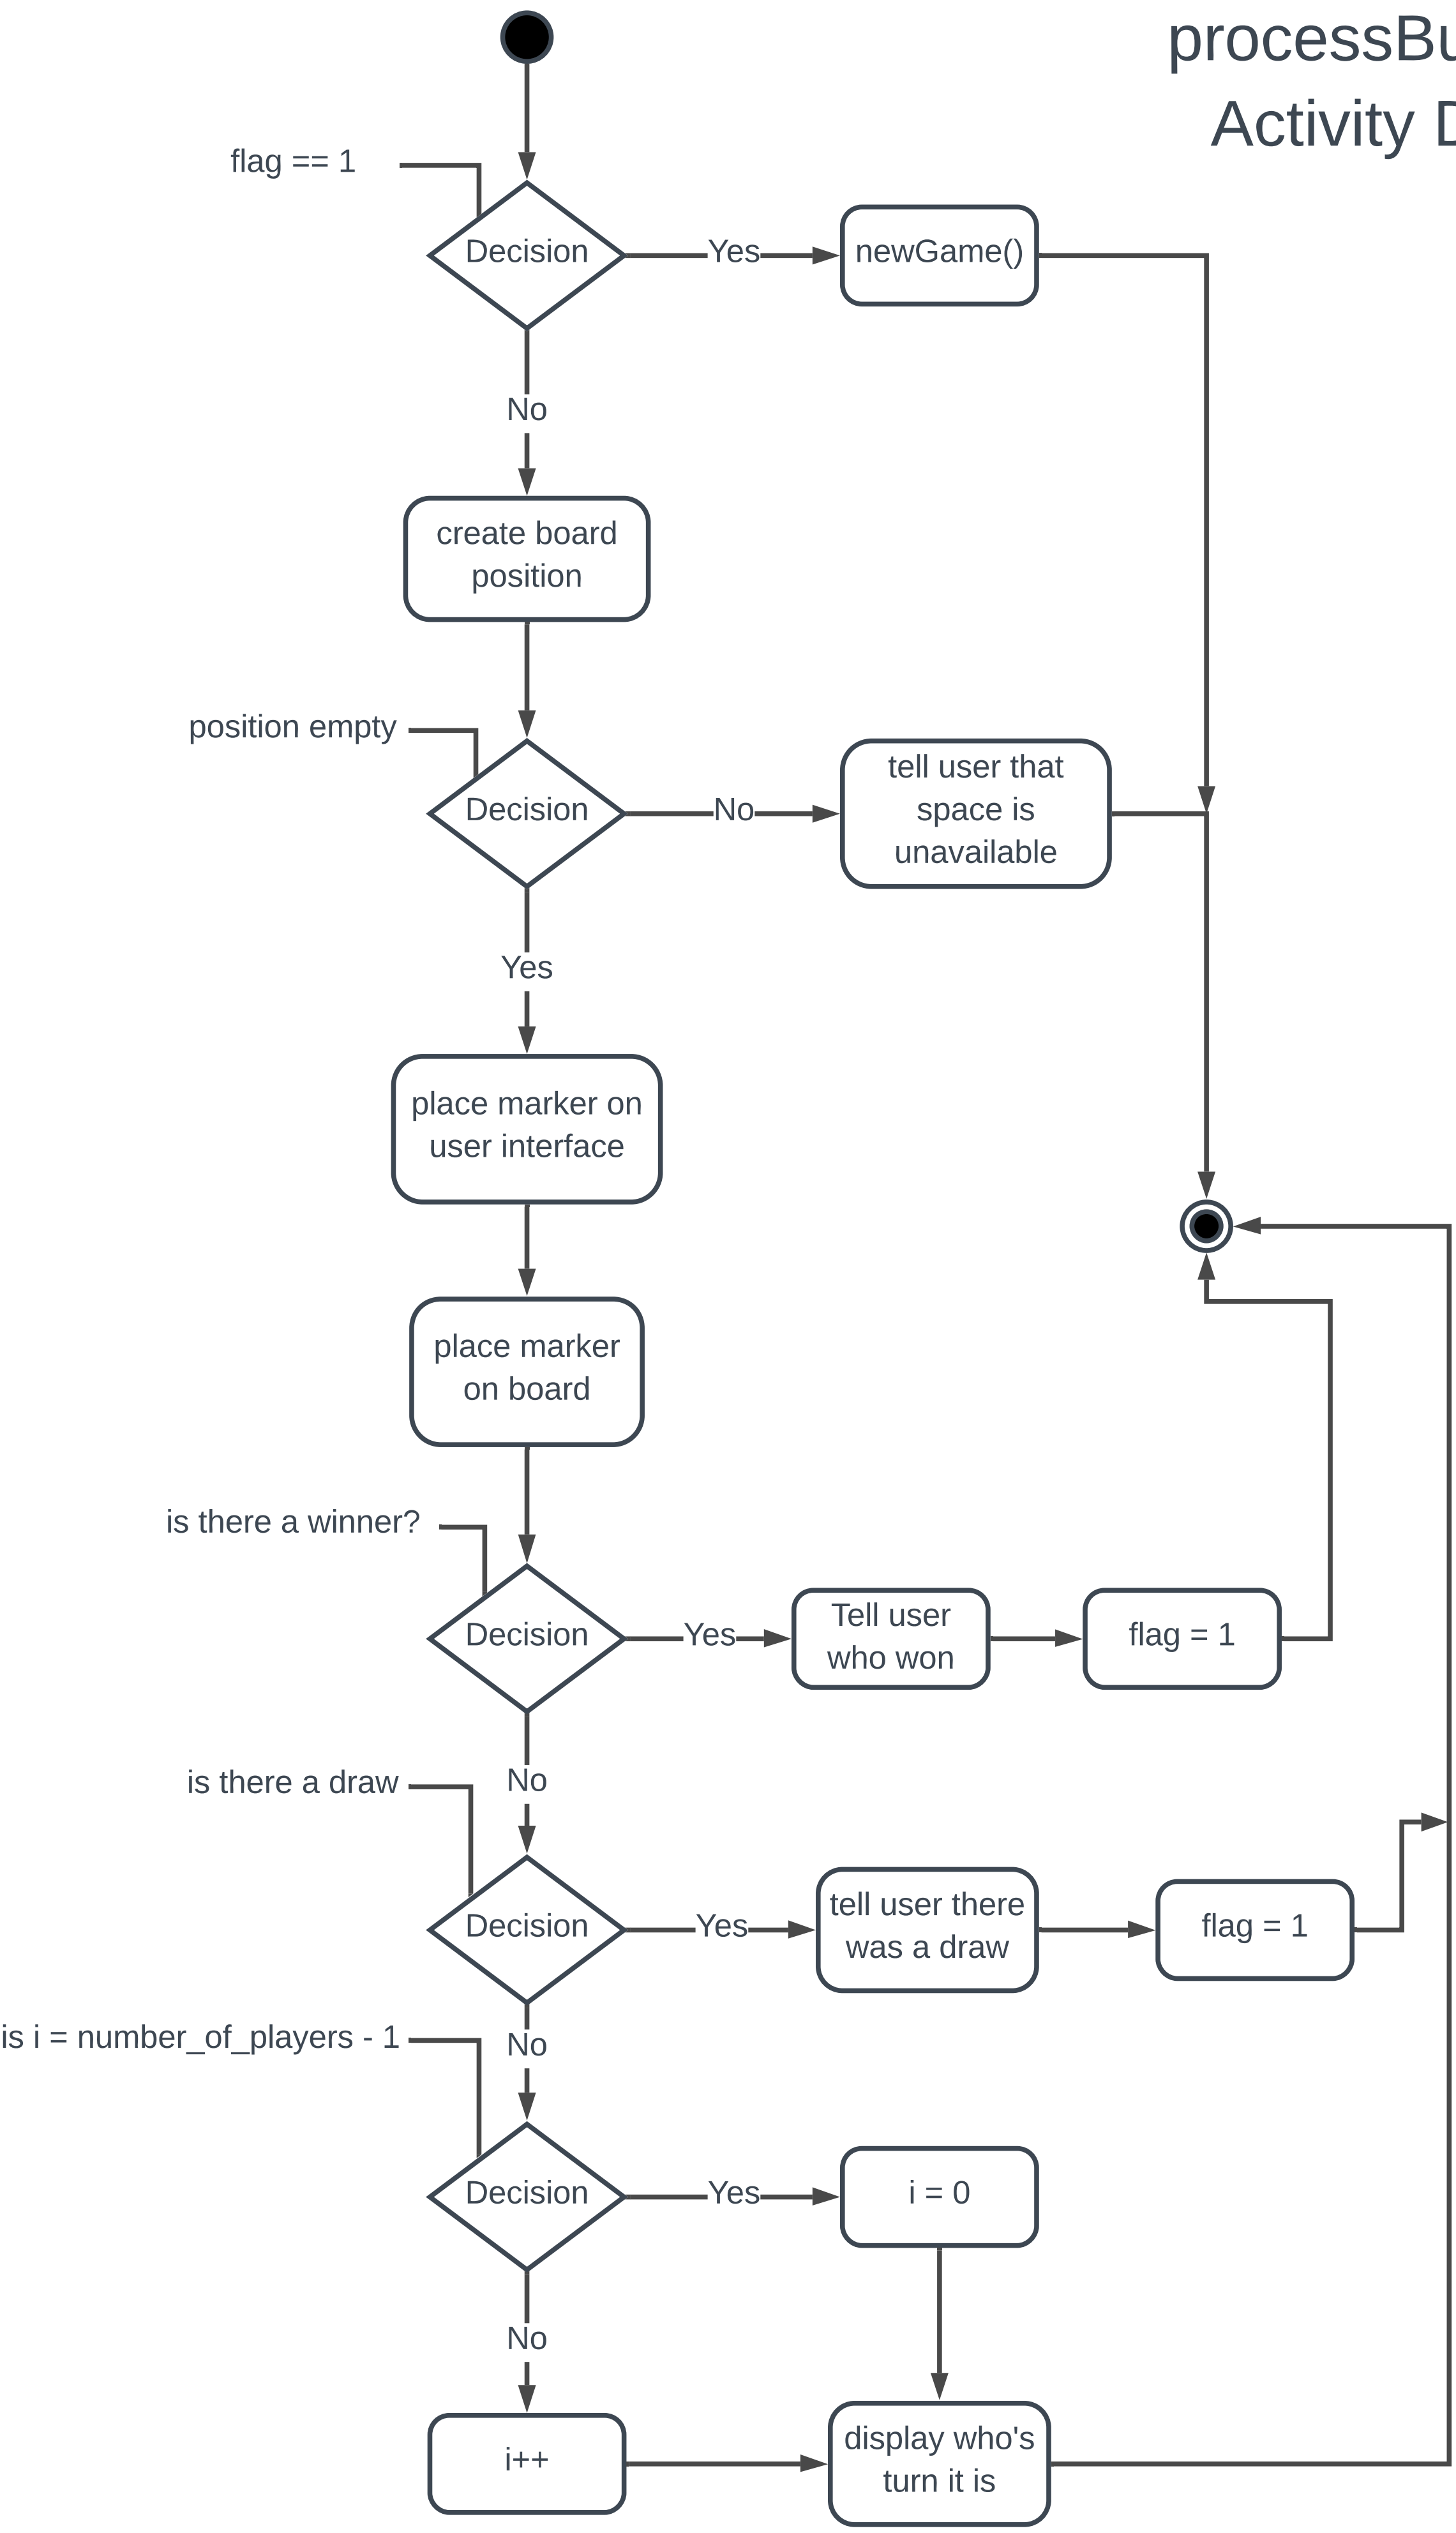 processBu
Activity D
flag == 1
Decision
Yes
newGame()
No
create board
position
position empty
Decision
No
tell user that
space is
unavailable
Yes
place marker on
user interface
place marker
on board
is there a winner?
Decision
Yes
Tell user
who won
flag = 1
No
is there a draw
Decision
Yes
tell user there
was a draw
flag = 1
No
is i = number_of_players - 1
Decision
Yes
i = 0
No
i++
display who's
turn it is